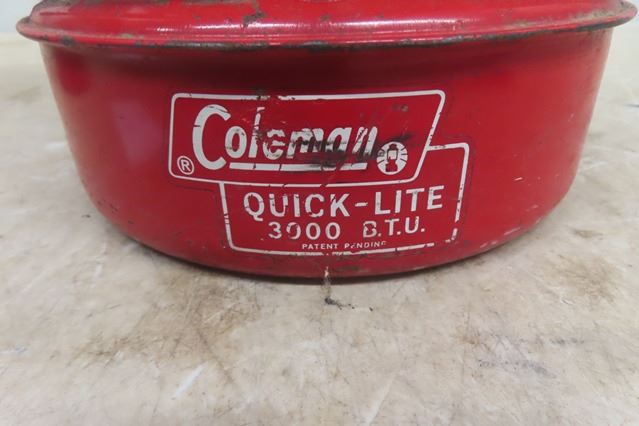 Coleman
®
QUICK-LITE
3000 B.T.U.
PATENT PENDING